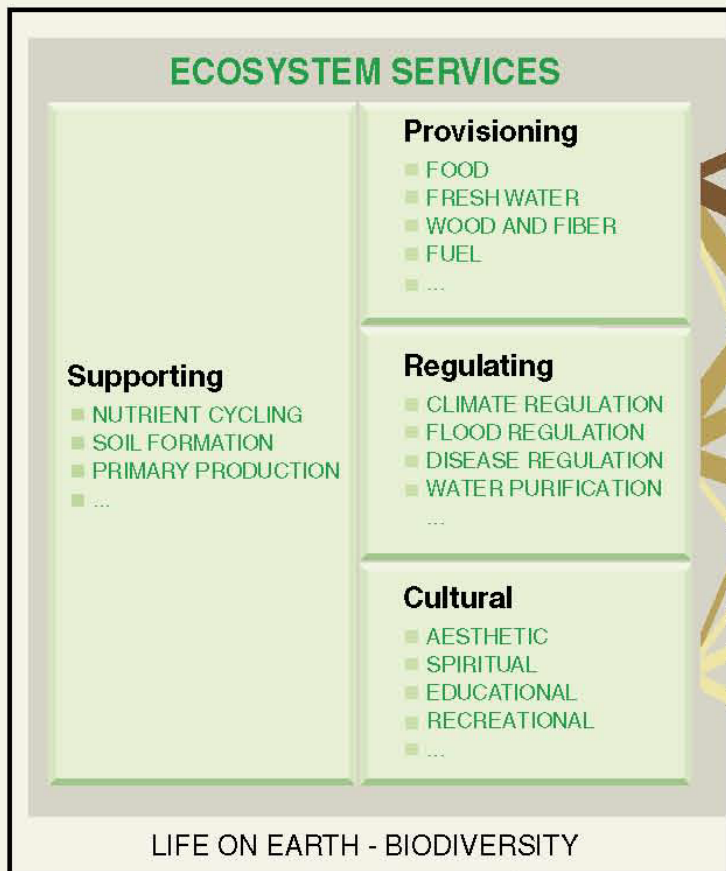 ECOSYSTEM SERVICES
Supporting
NUTRIENT CYCLING
SOIL FORMATION
PRIMARY PRODUCTION
...
Provisioning
FOOD
FRESH WATER
WOOD AND FIBER
FUEL
...
Regulating
CLIMATE REGULATION
FLOOD REGULATION
DISEASE REGULATION
WATER PURIFICATION
...
Cultural
AESTHETIC
SPIRITUAL
EDUCATIONAL
RECREATIONAL
...
LIFE ON EARTH - BIODIVERSITY